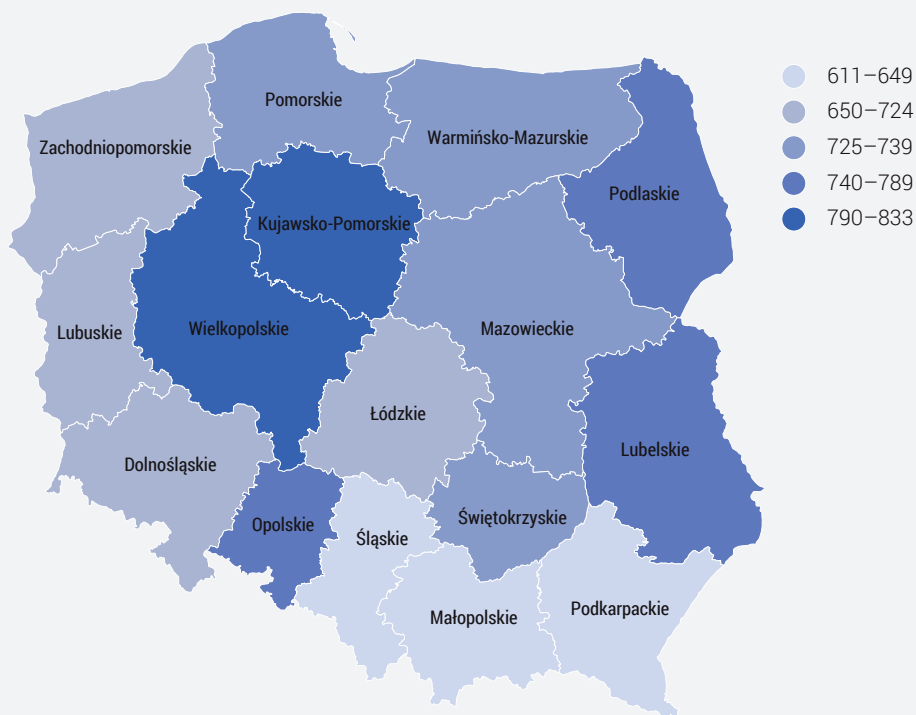 611–649
650–724
725–739
740–789
790–833
Pomorskie
Warmińsko-Mazurskie
Zachodniopomorskie
Podlaskie
Kujawsko-Pomorskie
Lubuskie
Wielkopolskie
Mazowieckie
Łódzkie
Lubelskie
Dolnośląskie
Opolskie
Śląskie
Świętokrzyskie
Małopolskie
Podkarpackie